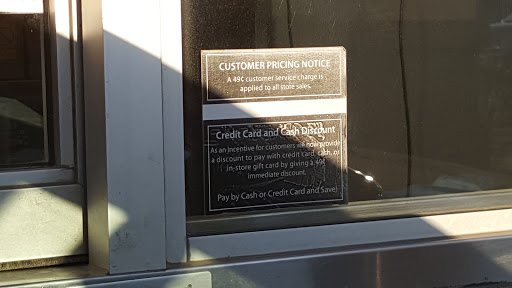 CUSTOMER PRICING NOTICE
A 49¢ customer service charge is
applied to all store sales.
Credit Card and Cash Discount
As an incentive for customers we now provide
a discount to pay with credit card, cash, or
in-store gift card by giving a 49¢
immediate discount.
Pay by Cash or Credit Card and Save!